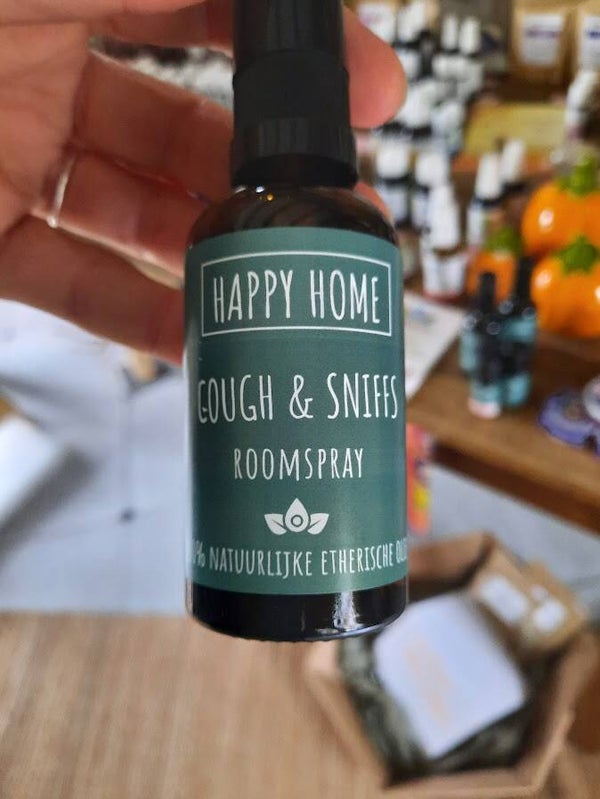 HAPPY HOME
COUGH & SNIFFS
ROOMSPRAY
% NATUURLIJKE ETHERISCHE